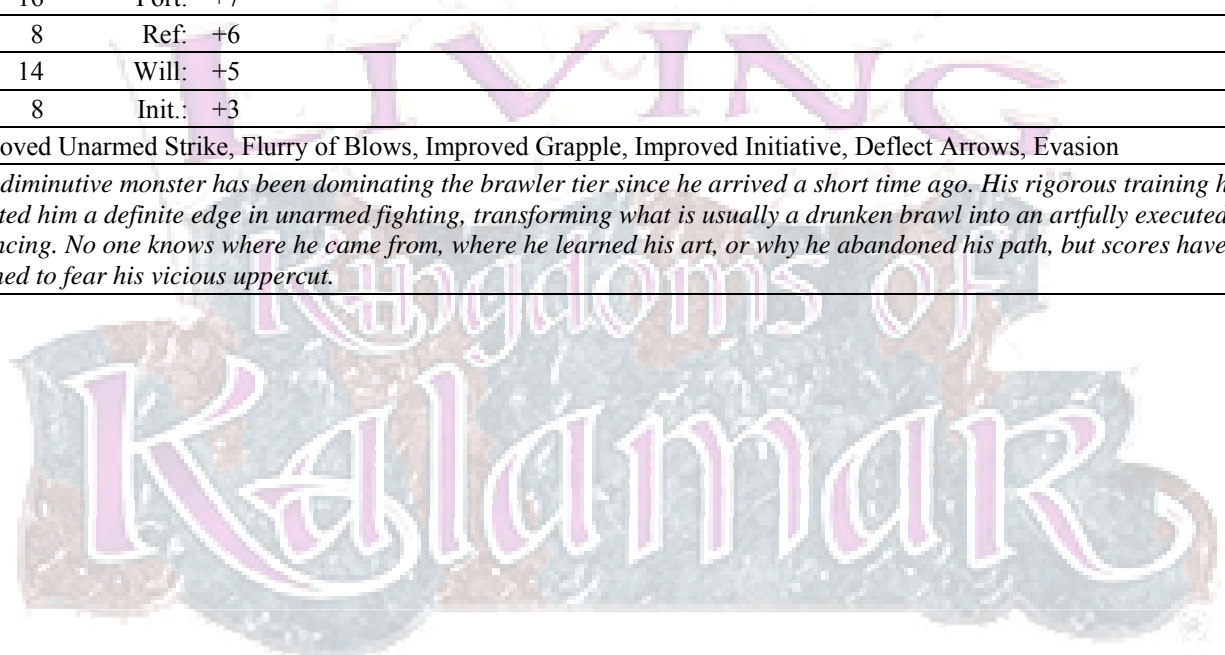 8 Ref: +6
14 Will: +5
8 Init.: +3
oved Unarmed Strike, Flurry of Blows, Improved Grapple, Improved Initiative, Deflect Arrows, Evasion
diminutive monster has been dominating the brawler tier since he arrived a short time ago. His rigorous training h
ted him a definite edge in unarmed fighting, transforming what is usually a drunken brawl into an artfully executed
ncing. No one knows where he came from, where he learned his art, or why he abandoned his path, but scores have
ned to fear his vicious uppercut.
LIVING
Kingdoms of
Kalamar